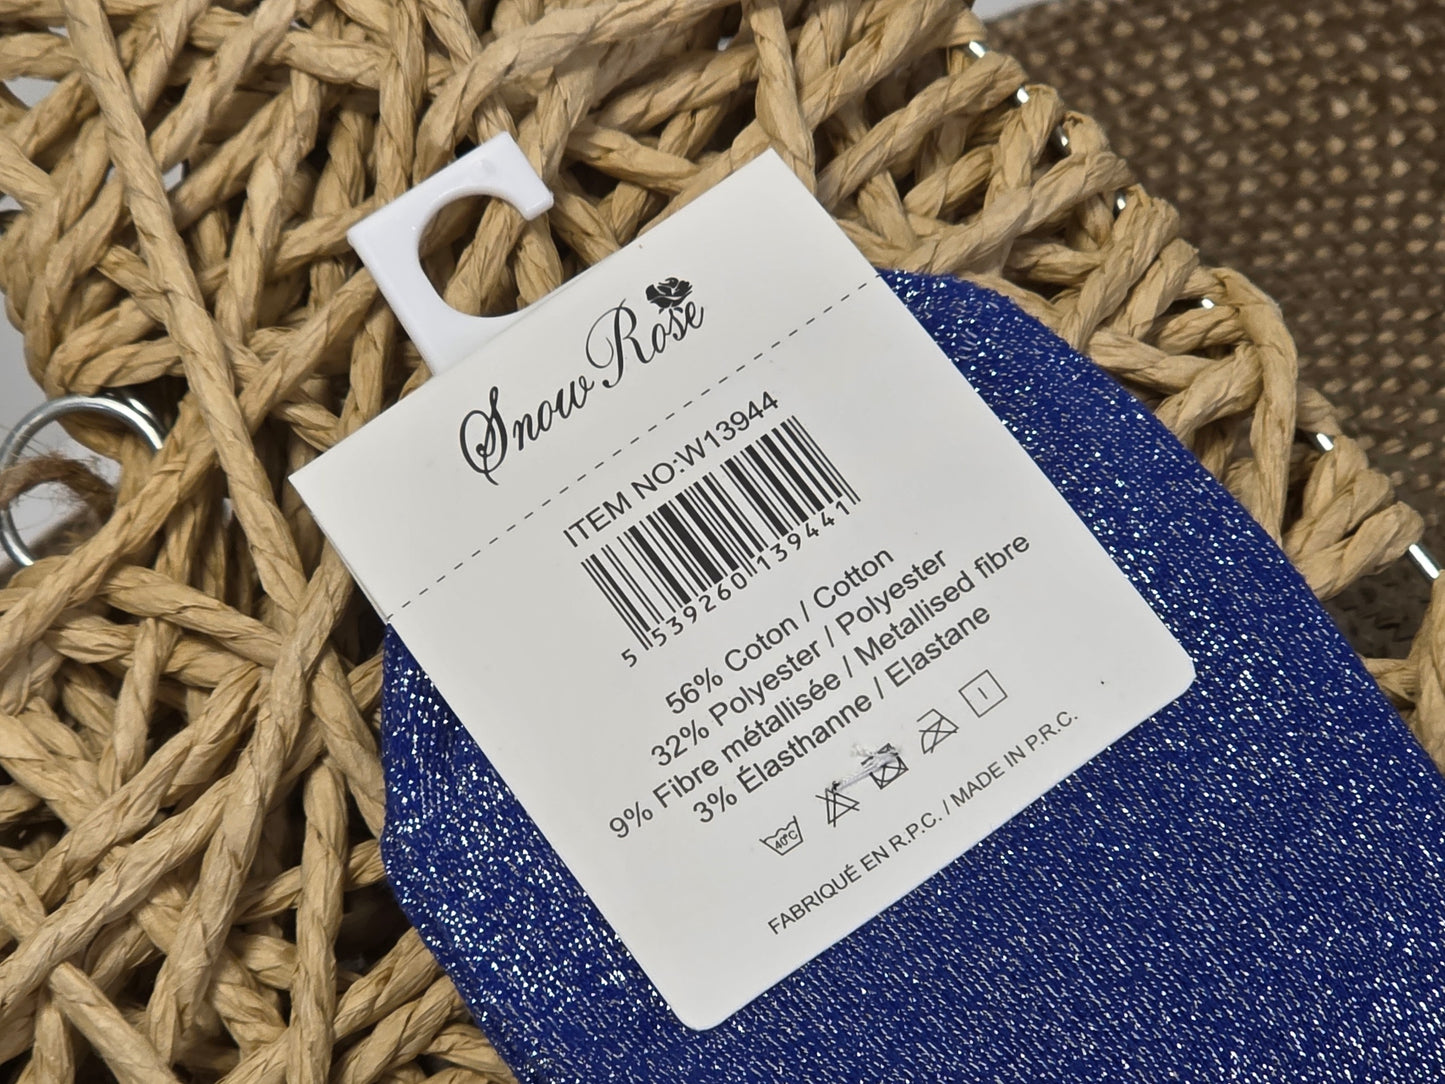 Snow Rose
ITEM NO:W13944
5 539260 139441
56% Coton / Cotton
32% Polyester / Polyester
9% Fibre métallisée / Metallised fibre
3% Élasthanne / Elastane
40°C
FABRIQUÉ EN R.P.C. / MADE IN P.R.C.